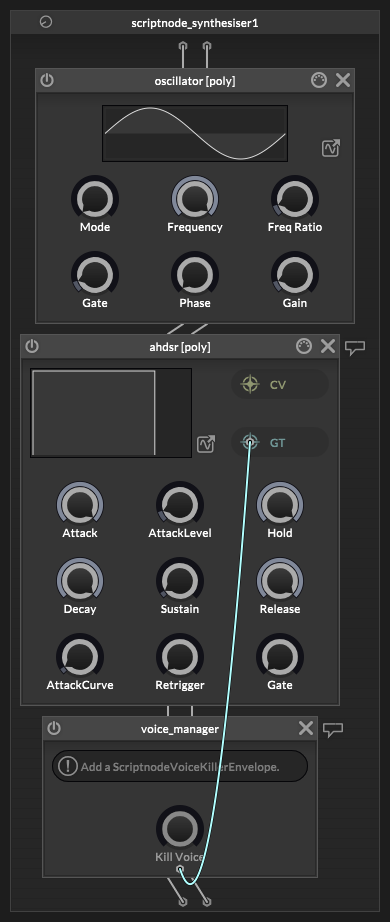 scriptnode_synthesiser1
oscillator [poly]
Mode
Frequency
Freq Ratio
Gate
Phase
Gain
ahdsr [poly]
CV
GT
Attack
AttackLevel
Hold
Decay
Sustain
Release
AttackCurve
Retrigger
Gate
voice_manager
Add a ScriptnodeVoiceKillerEnvelope.
Kill Voice